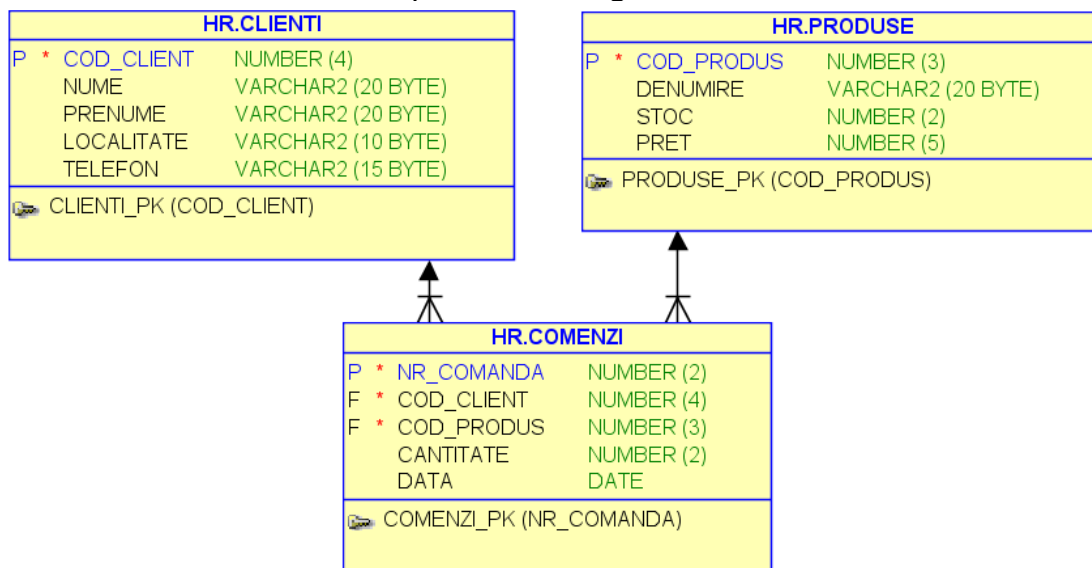 HR.CLIENTI
P * COD_CLIENT NUMBER (4)
NUME VARCHAR2 (20 BYTE)
PRENUME VARCHAR2 (20 BYTE)
LOCALITATE VARCHAR2 (10 BYTE)
TELEFON VARCHAR2 (15 BYTE)
CLIENTI_PK (COD_CLIENT)
HR.PRODUSE
P * COD_PRODUS NUMBER (3)
DENUMIRE VARCHAR2 (20 BYTE)
STOC NUMBER (2)
PRET NUMBER (5)
PRODUSE_PK (COD_PRODUS)
HR.COMENZI
P * NR_COMANDA NUMBER (2)
F * COD_CLIENT NUMBER (4)
F * COD_PRODUS NUMBER (3)
CANTITATE NUMBER (2)
DATA DATE
COMENZI_PK (NR_COMANDA)